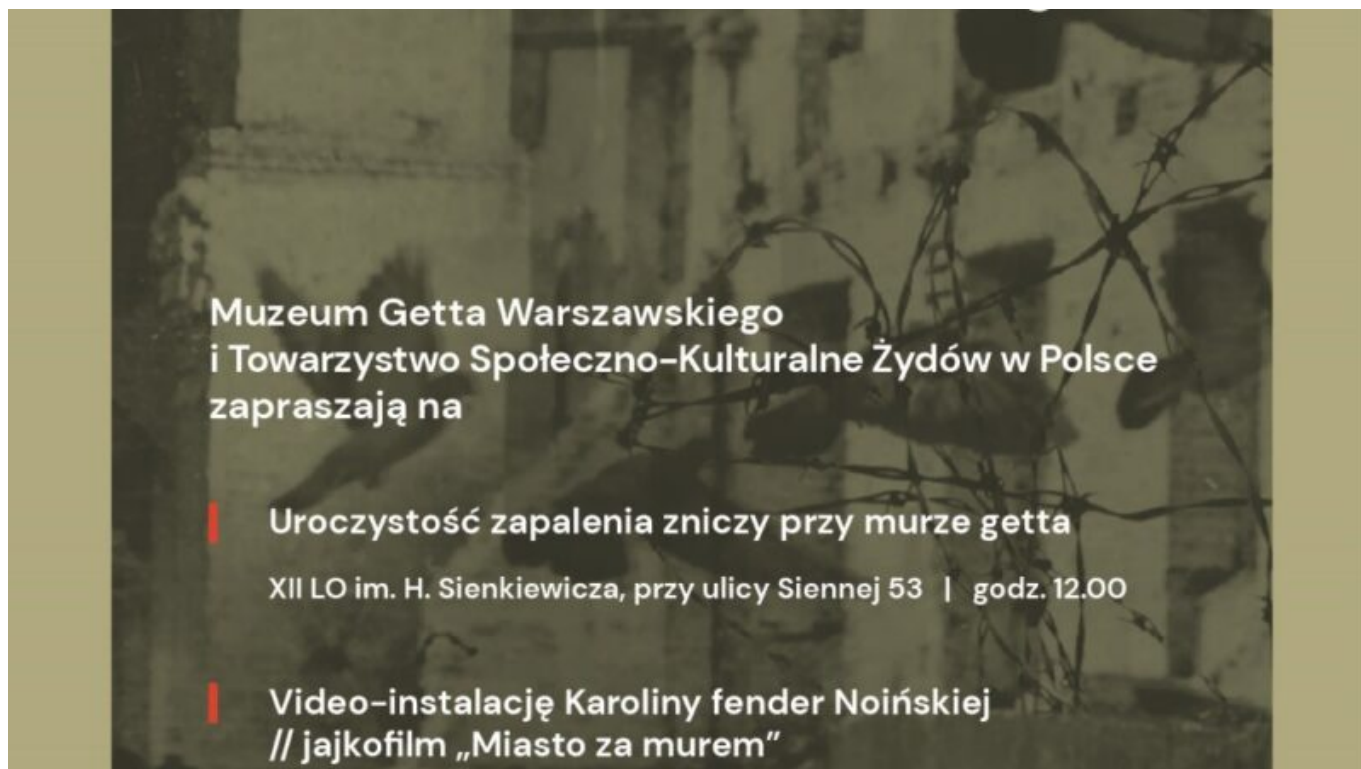 Muzeum Getta Warszawskiego
i Towarzystwo Społeczno-Kulturalne Żydów w Polsce
zapraszają na
Uroczystość zapalenia zniczy przy murze getta
XII LO im. H. Sienkiewicza, przy ulicy Siennej 53 | godz. 12.00
Video-instalację Karoliny fender Noińskiej
// jajkofilm „Miasto za murem”